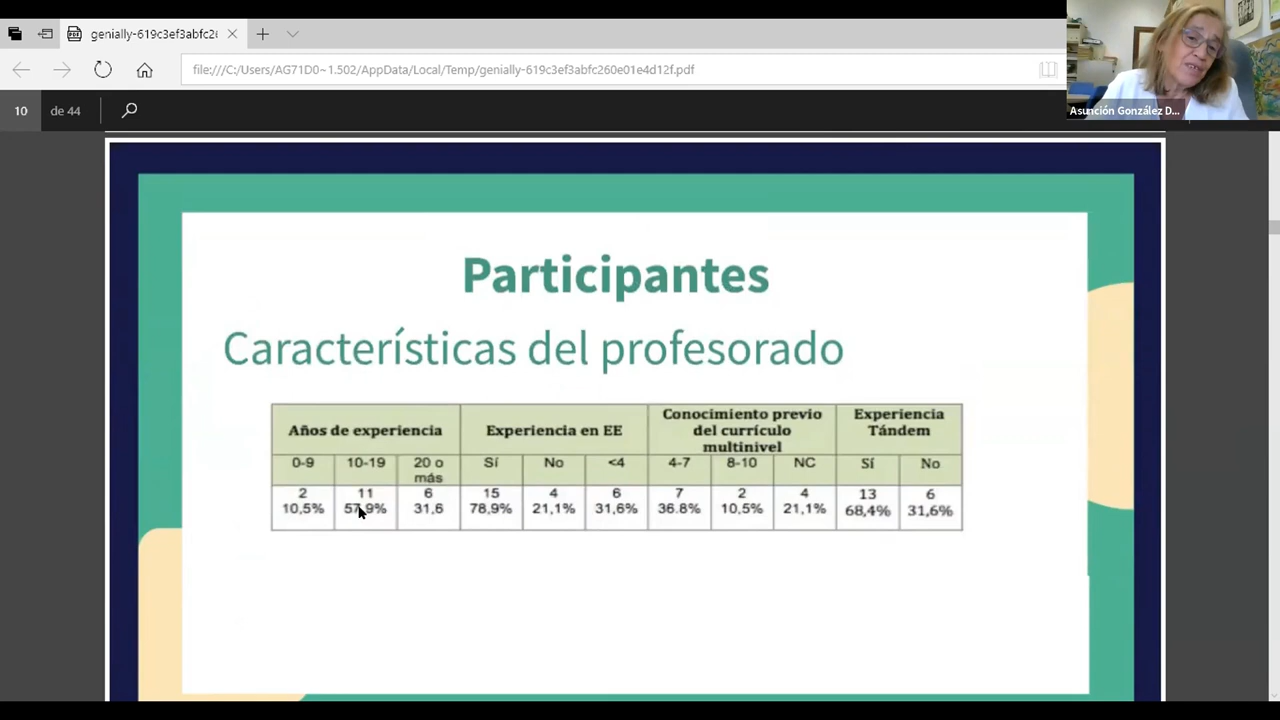 genially-619c3ef3abfc26
file:///C:/Users/AG71D0~1.502/AppData/Local/Temp/genially-619c3ef3abfc260e01e4d12f.pdf
10 de 44
Asunción González D...
Participantes
Características del profesorado
Años de experiencia Experiencia en EE Conocimiento previo del currículo multinivel Experiencia Tándem
0-9 10-19 20 o más Sí No <4 4-7 8-10 NC Sí No
2 11 6 15 4 6 7 2 4 13 6
10,5% 57,9% 31,6 78,9% 21,1% 31,6% 36.8% 10,5% 21,1% 68,4% 31,6%